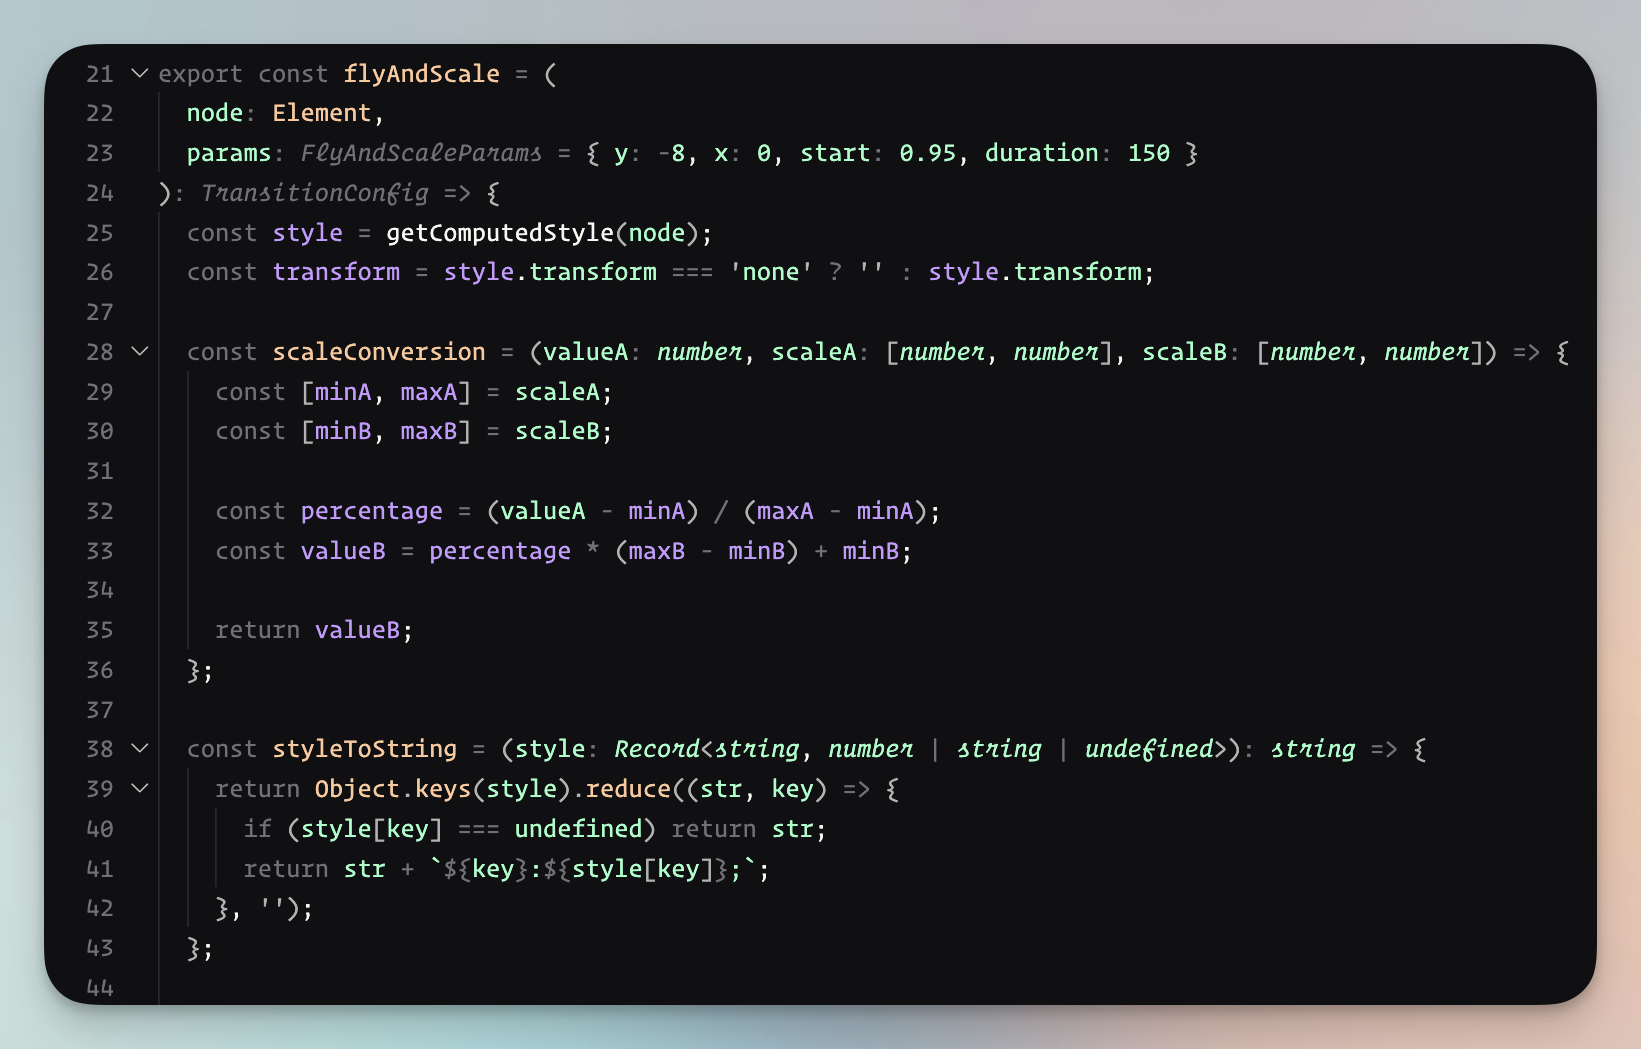 21 export const flyAndScale = (
22 node: Element,
23 params: FlyAndScaleParams = { y: -8, x: 0, start: 0.95, duration: 150 }
24 ): TransitionConfig => {
25 const style = getComputedStyle(node);
26 const transform = style.transform === 'none' ? '' : style.transform;
27
28 const scaleConversion = (valueA: number, scaleA: [number, number], scaleB: [number, number]) => {
29 const [minA, maxA] = scaleA;
30 const [minB, maxB] = scaleB;
31
32 const percentage = (valueA - minA) / (maxA - minA);
33 const valueB = percentage * (maxB - minB) + minB;
34
35 return valueB;
36 };
37
38 const styleToString = (style: Record<string, number | string | undefined>): string => {
39 return Object.keys(style).reduce((str, key) => {
40 if (style[key] === undefined) return str;
41 return str + `${key}:${style[key]};`;
42 }, '');
43 };
44